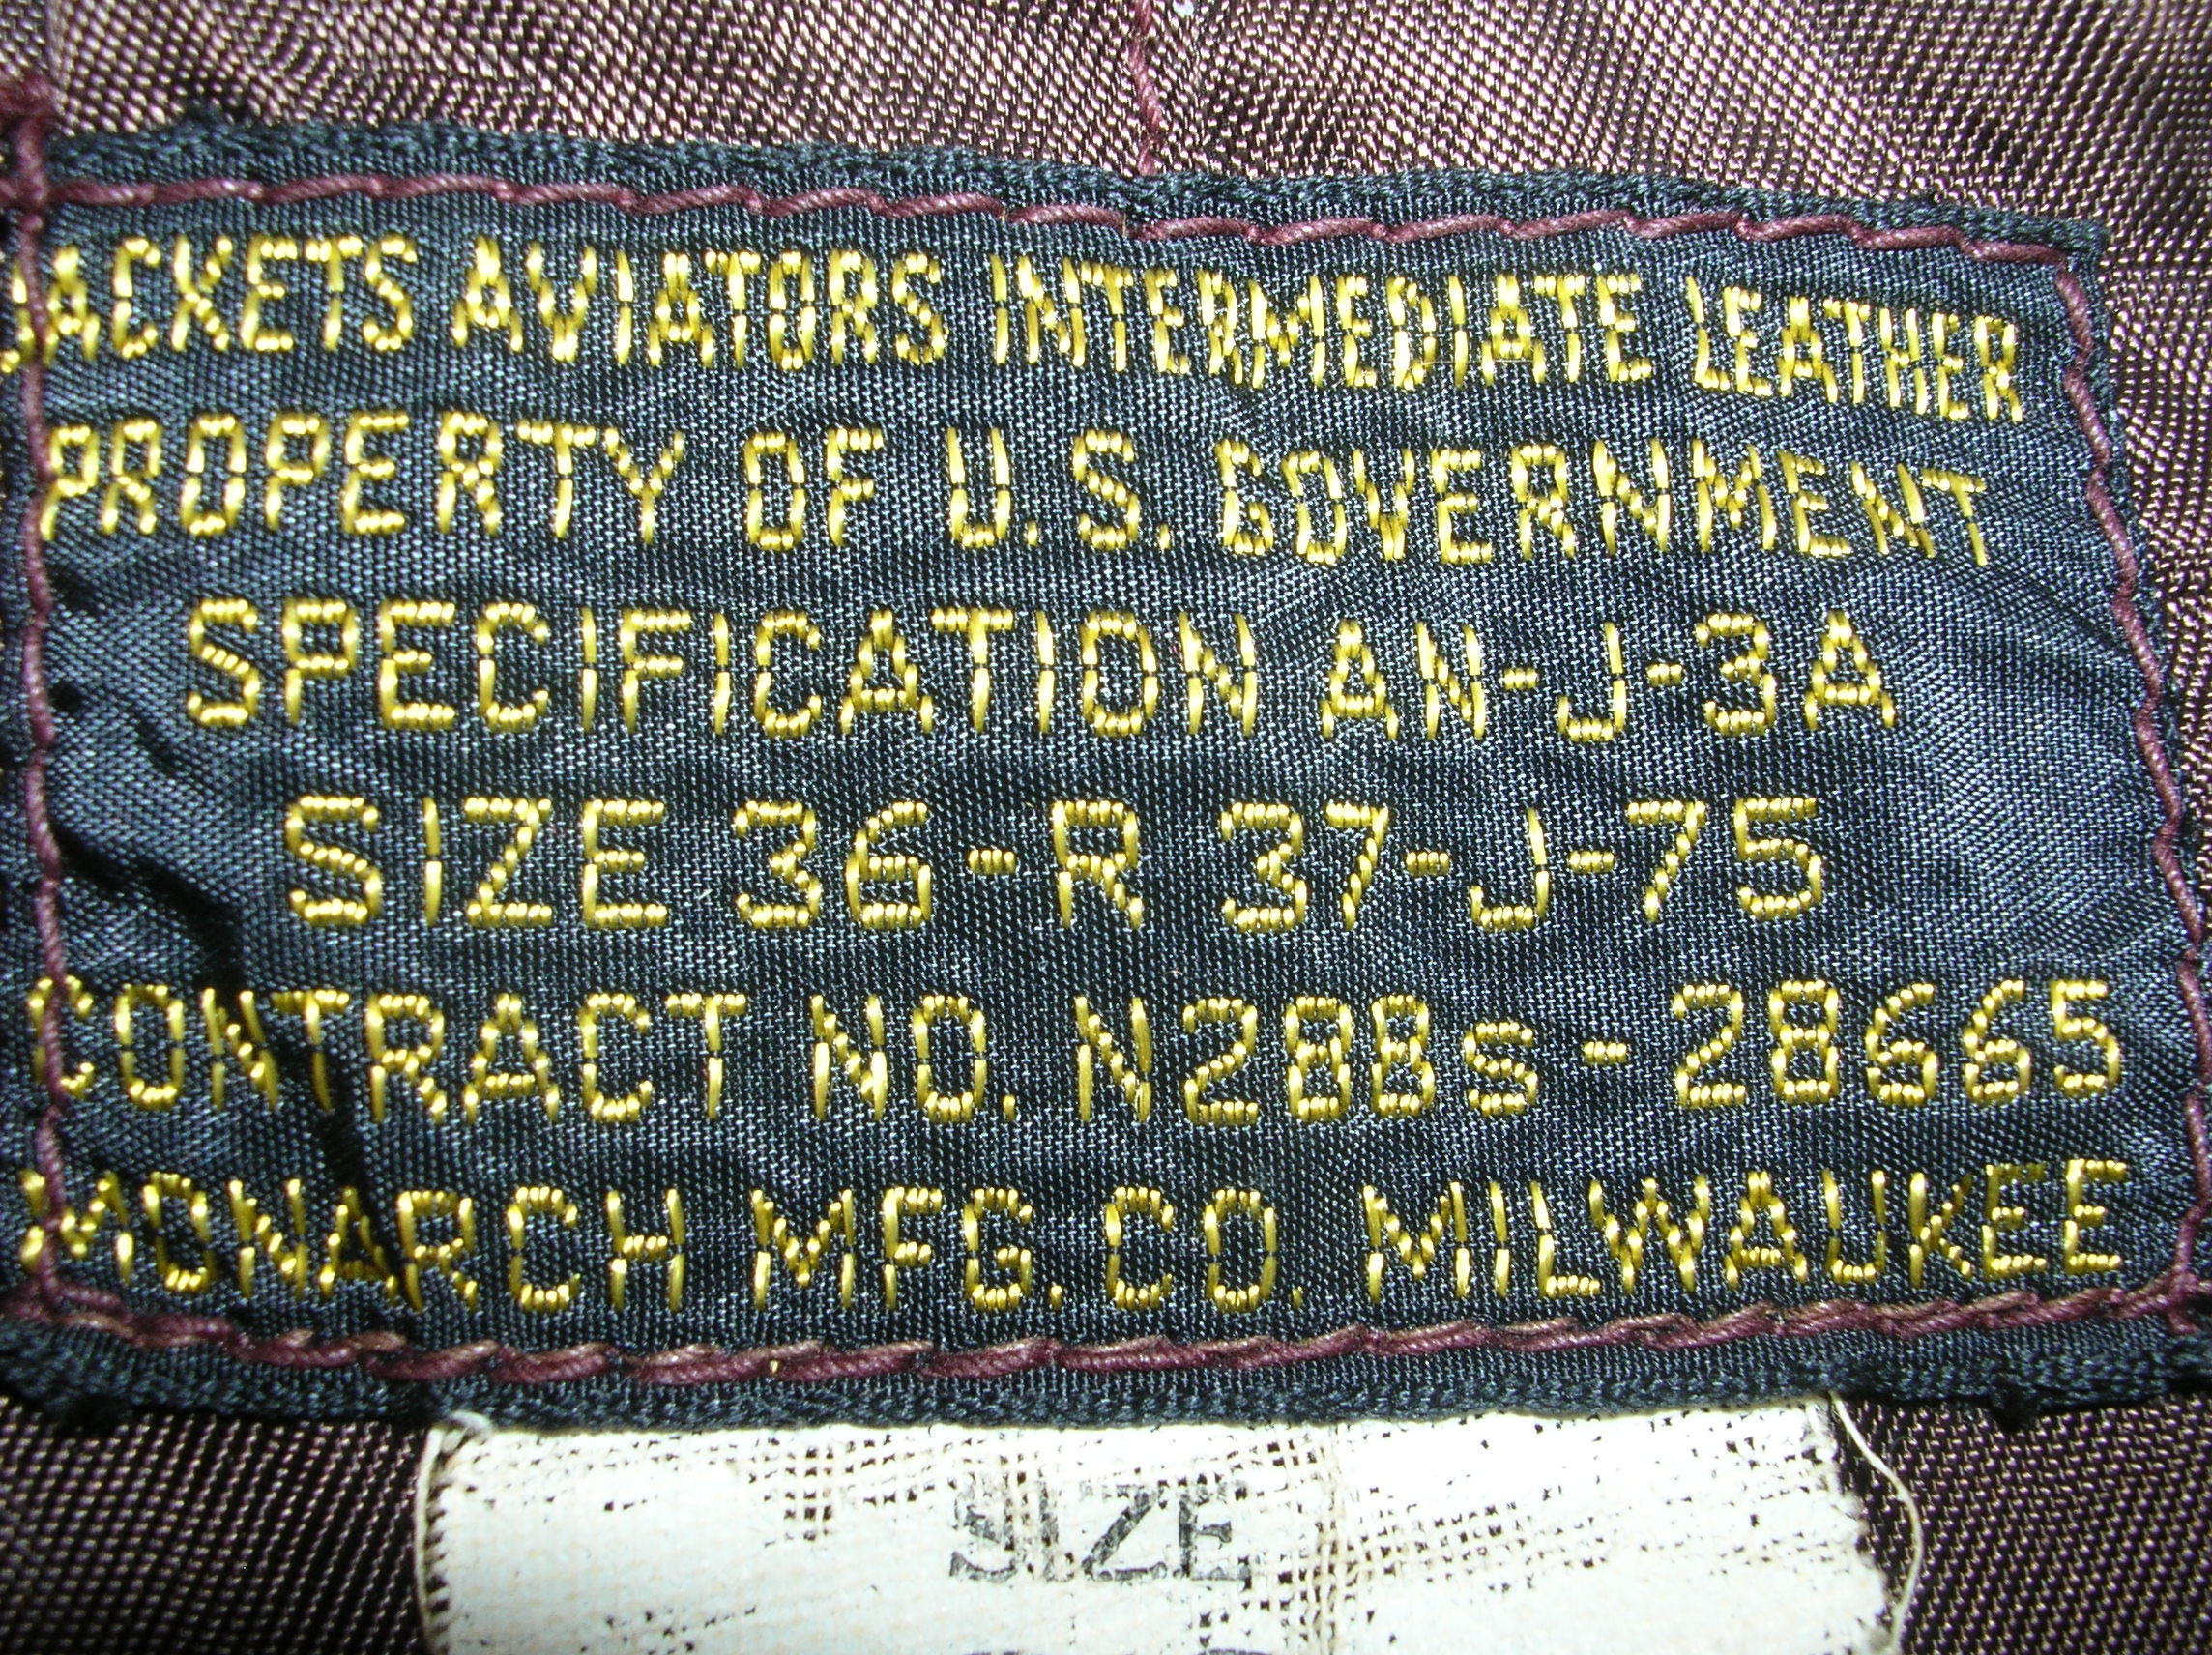 JACKETS AVIATORS INTERMEDIATE LEATHER
PROPERTY OF U.S. GOVERNMENT
SPECIFICATION AN-J-3A
SIZE 36-R 37-J-75
CONTRACT NO. N288s-28665
MONARCH MFG. CO. MILWAUKEE
SIZE